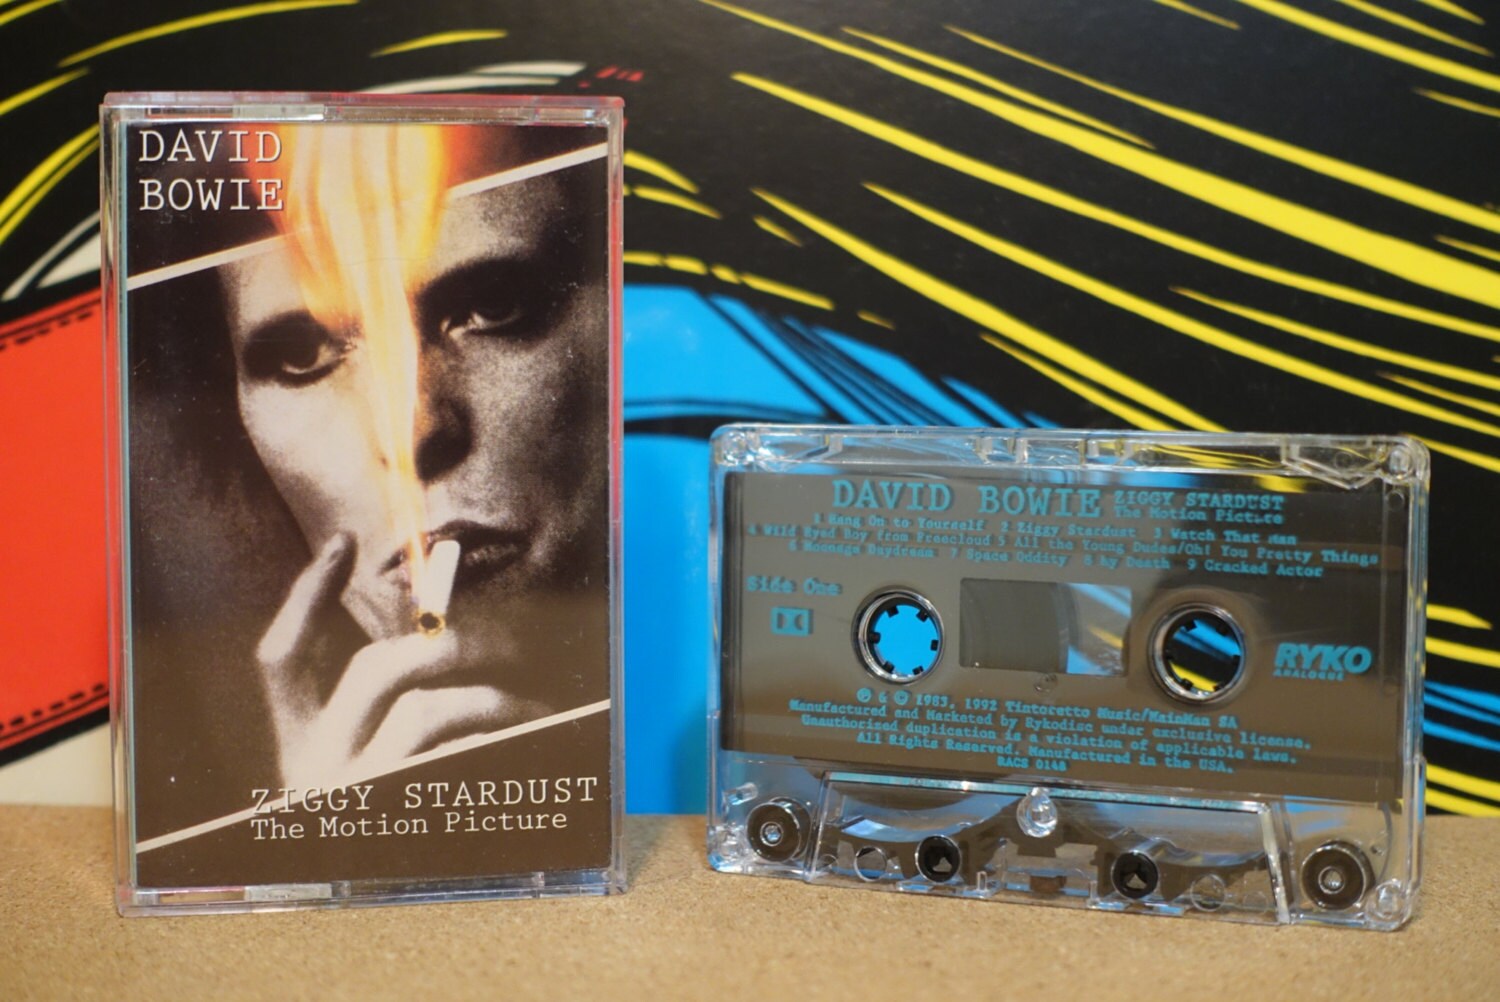 DAVID
BOWIE
ZIGGY STARDUST
The Motion Picture
DAVID BOWIE ZIGGY STARDUST
The Motion Picture
1 Hang On to Yourself 2 Ziggy Stardust 3 Watch That Man
4 Wild Eyed Boy from Freecloud 5 All the Young Dudes/Oh! You Pretty Things
6 Moonage Daydream 7 Space Oddity 8 My Death 9 Cracked Actor
Side One
RYKO
ANALOGUE
℗ & © 1983, 1992 Tintoretto Music/MainMan SA
Manufactured and Marketed by Rykodisc under exclusive license.
Unauthorized duplication is a violation of applicable laws.
All Rights Reserved. Manufactured in the USA.
RACS 0148